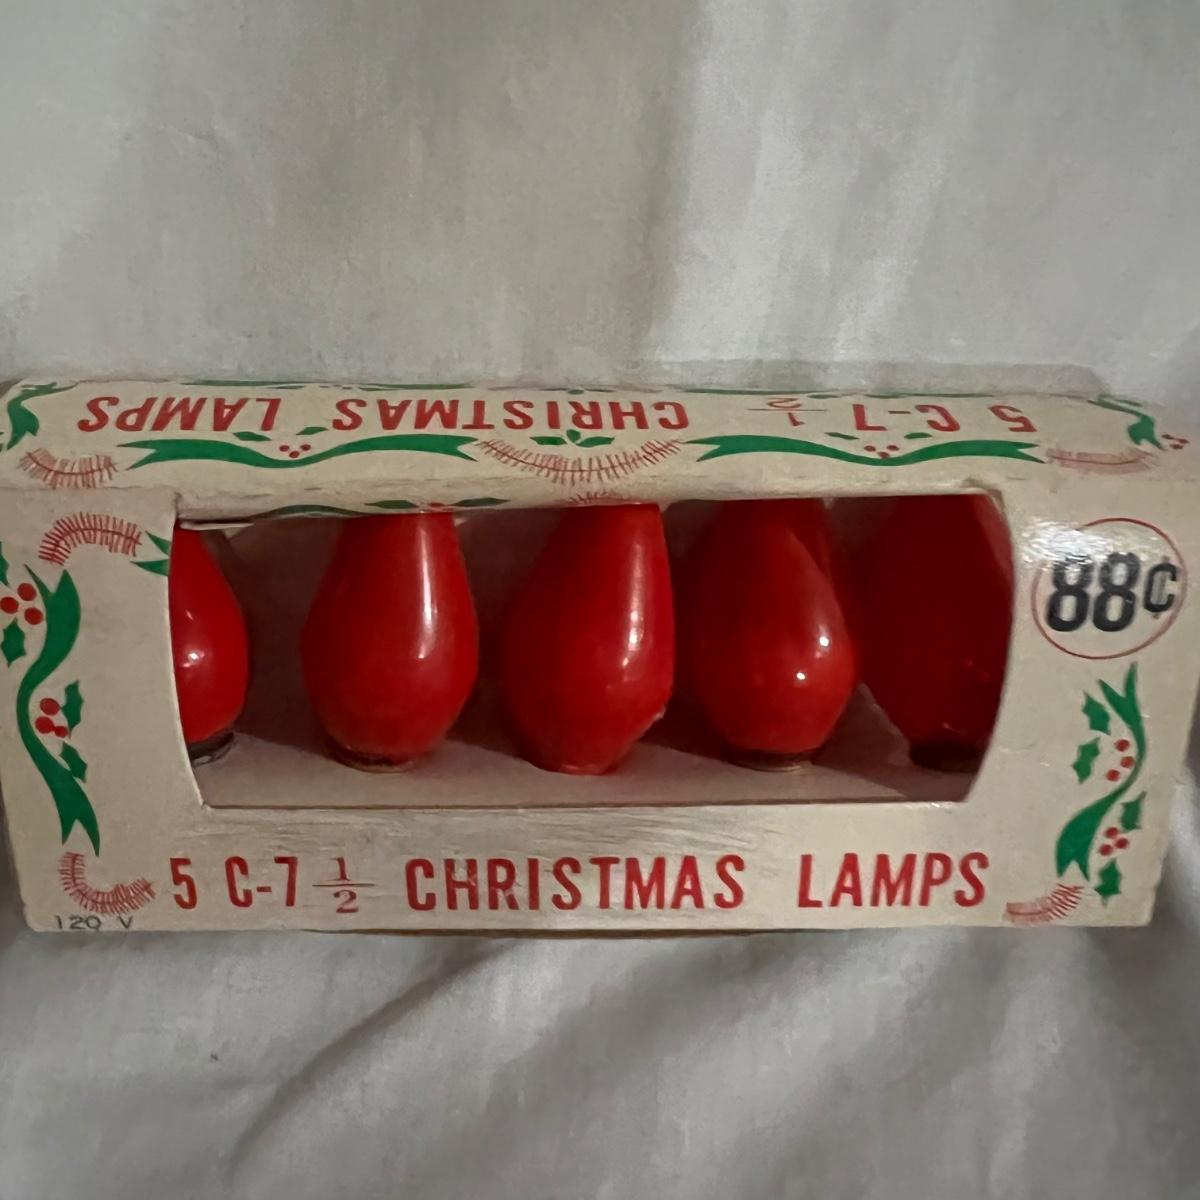 5 C-7 1/2 CHRISTMAS LAMPS
88¢
5 C-7 1/2 CHRISTMAS LAMPS
120 V